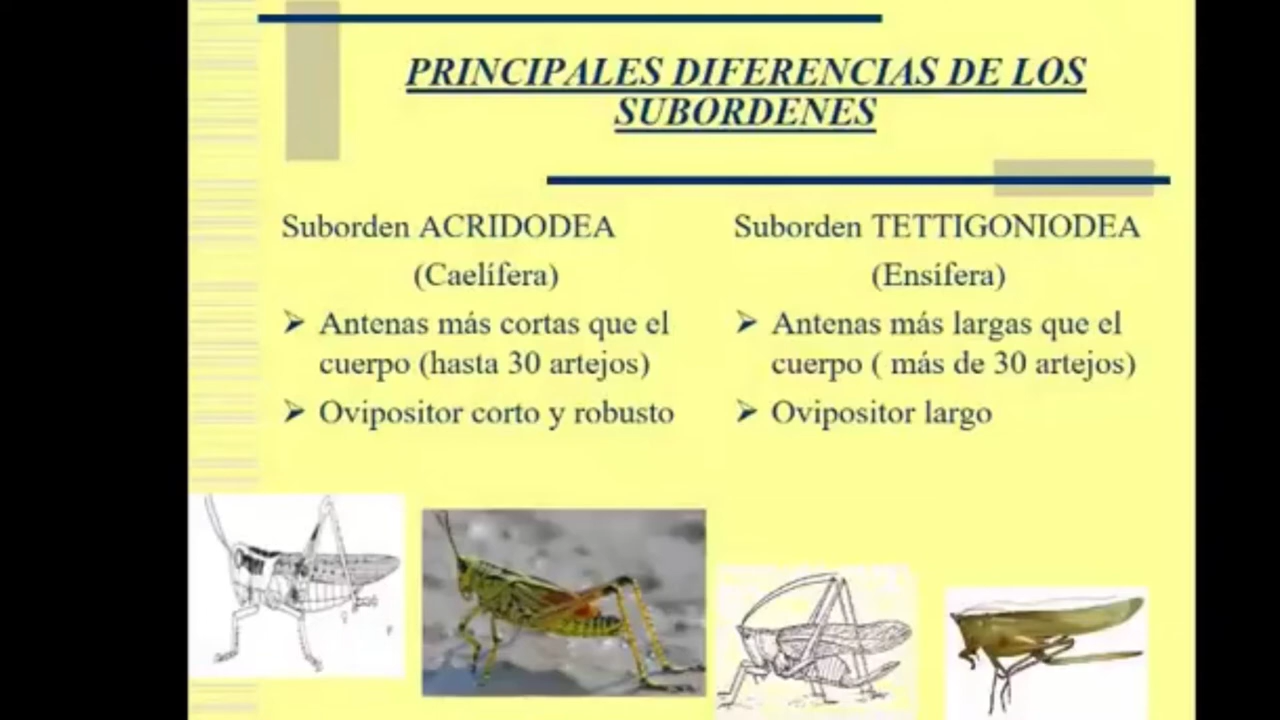 PRINCIPALES DIFERENCIAS DE LOS
SUBORDENES
Suborden ACRIDODEA
(Caelífera)
➢ Antenas más cortas que el
cuerpo (hasta 30 artejos)
➢ Ovipositor corto y robusto
Suborden TETTIGONIODEA
(Ensífera)
➢ Antenas más largas que el
cuerpo ( más de 30 artejos)
➢ Ovipositor largo